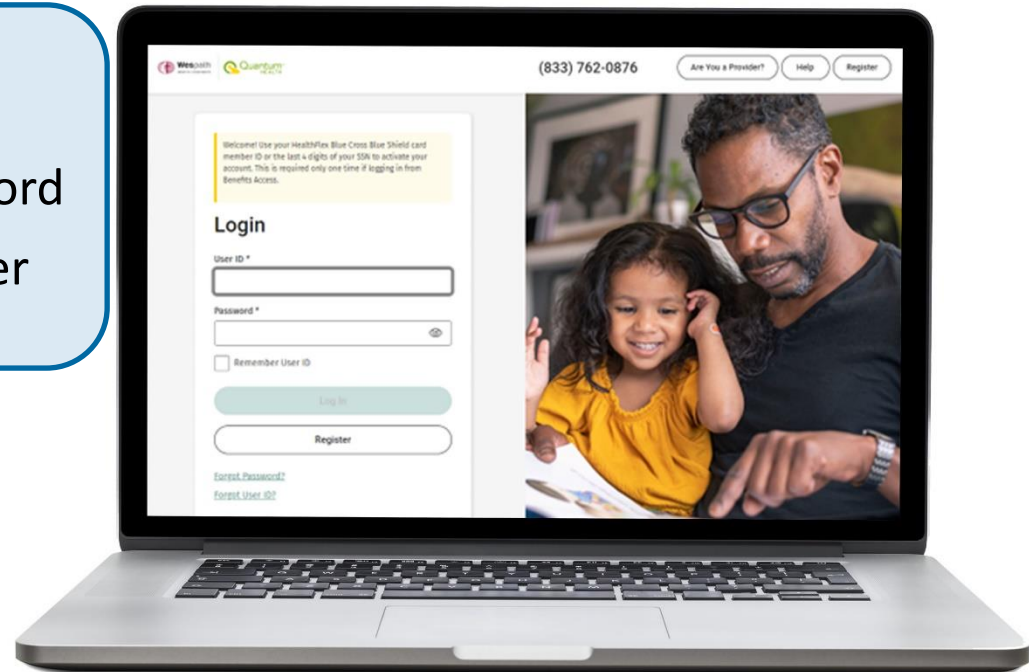 ord
er
Wespath
Quantum
HEALTH
(833) 762-0876
Are You a Provider?
Help
Register
Welcome! Use your HealthFlex Blue Cross Blue Shield card
member ID or the last 4 digits of your SSN to activate your
account. This is required only one time if logging in from
Benefits Access.
Login
User ID *
Password *
Remember User ID
Log In
Register
Forgot Password?
Forgot User ID?